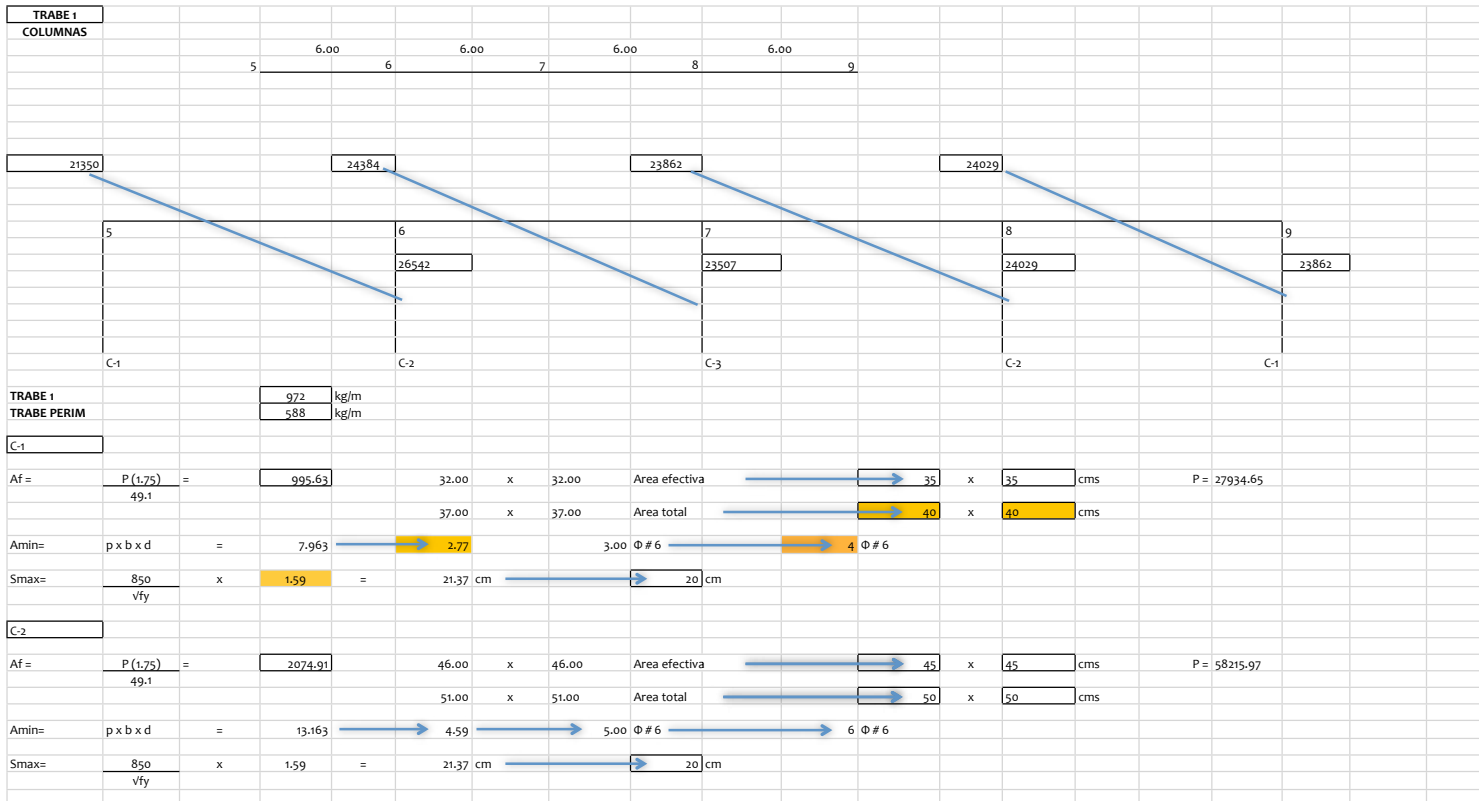 TRABE 1
COLUMNAS
6.00 6.00 6.00 6.00
5 6 7 8 9
21350 24384 23862 24029
5 6 7 8 9
26542 23507 24029 23862
C-1 C-2 C-3 C-2 C-1
TRABE 1 972 kg/m
TRABE PERIM 588 kg/m
C-1
Af = P (1.75) = 995.63 32.00 x 32.00 Area efectiva 35 x 35 cms P = 27934.65
49.1
37.00 x 37.00 Area total 40 x 40 cms
Amin= p x b x d = 7.963 2.77 3.00 Φ # 6 4 Φ # 6
Smax= 850 x 1.59 = 21.37 cm 20 cm
√fy
C-2
Af = P (1.75) = 2074.91 46.00 x 46.00 Area efectiva 45 x 45 cms P = 58215.97
49.1
51.00 x 51.00 Area total 50 x 50 cms
Amin= p x b x d = 13.163 4.59 5.00 Φ # 6 6 Φ # 6
Smax= 850 x 1.59 = 21.37 cm 20 cm
√fy